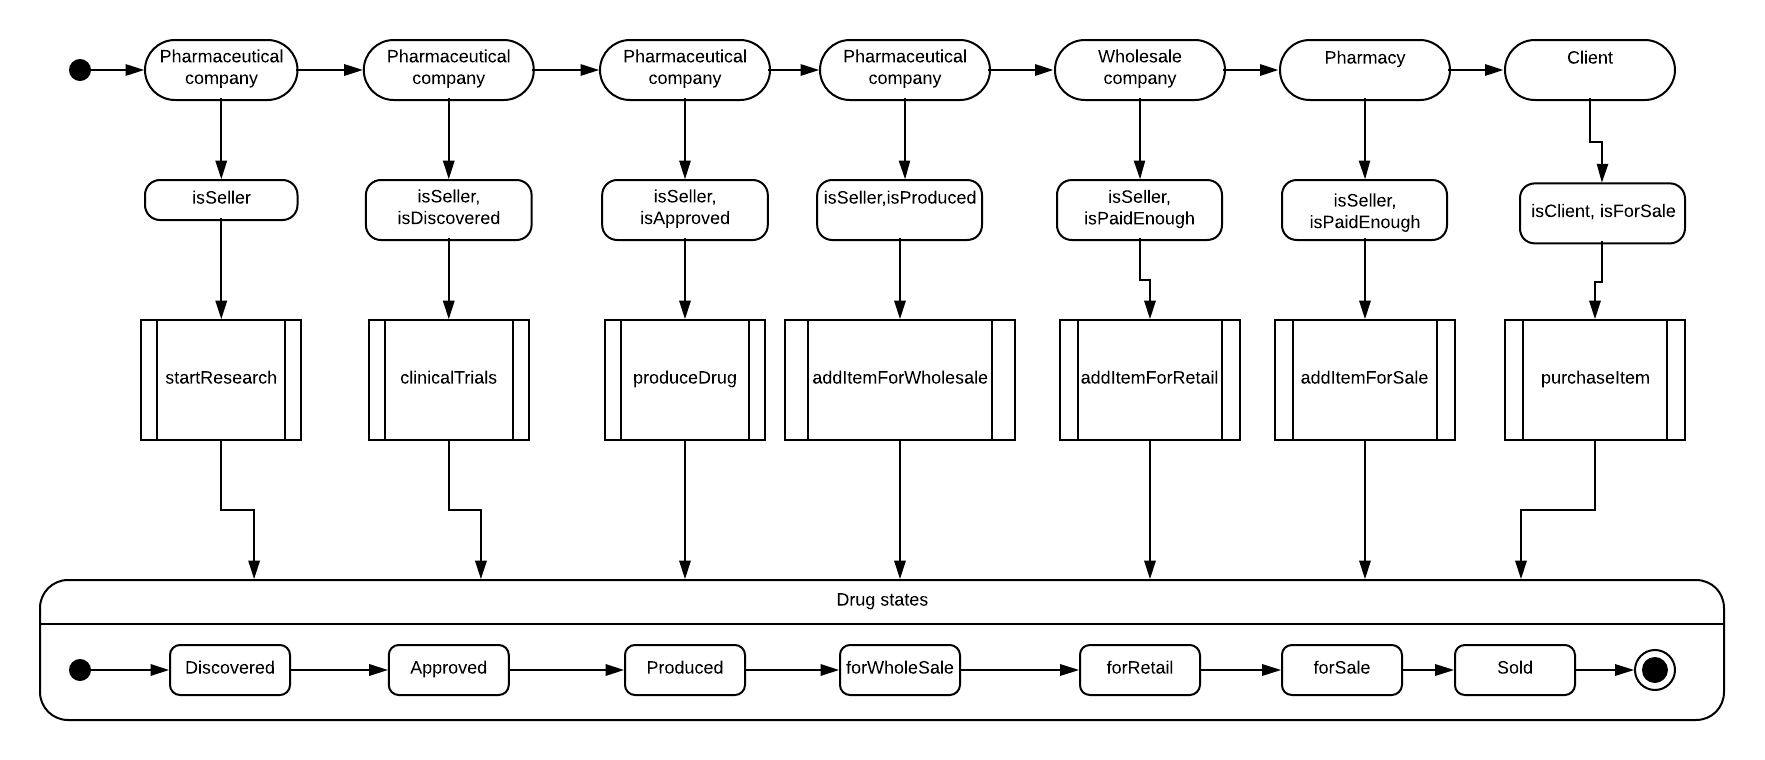 Pharmaceutical
company
Pharmaceutical
company
Pharmaceutical
company
Pharmaceutical
company
Wholesale
company
Pharmacy
Client
isSeller
isSeller,
isDiscovered
isSeller,
isApproved
isSeller,isProduced
isSeller,
isPaidEnough
isSeller,
isPaidEnough
isClient, isForSale
startResearch
clinicalTrials
produceDrug
addItemForWholesale
addItemForRetail
addItemForSale
purchaseItem
Drug states
Discovered
Approved
Produced
forWholeSale
forRetail
forSale
Sold